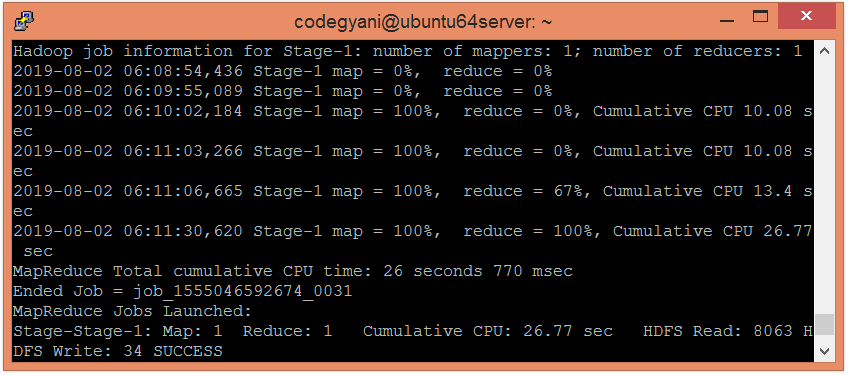 codegyani@ubuntu64server: ~
Hadoop job information for Stage-1: number of mappers: 1; number of reducers: 1
2019-08-02 06:08:54,436 Stage-1 map = 0%,  reduce = 0%
2019-08-02 06:09:55,089 Stage-1 map = 0%,  reduce = 0%
2019-08-02 06:10:02,184 Stage-1 map = 100%,  reduce = 0%, Cumulative CPU 10.08 s
ec
2019-08-02 06:11:03,266 Stage-1 map = 100%,  reduce = 0%, Cumulative CPU 10.08 s
ec
2019-08-02 06:11:06,665 Stage-1 map = 100%,  reduce = 67%, Cumulative CPU 13.4 s
ec
2019-08-02 06:11:30,620 Stage-1 map = 100%,  reduce = 100%, Cumulative CPU 26.77
 sec
MapReduce Total cumulative CPU time: 26 seconds 770 msec
Ended Job = job_1555046592674_0031
MapReduce Jobs Launched:
Stage-Stage-1: Map: 1  Reduce: 1   Cumulative CPU: 26.77 sec   HDFS Read: 8063 H
DFS Write: 34 SUCCESS